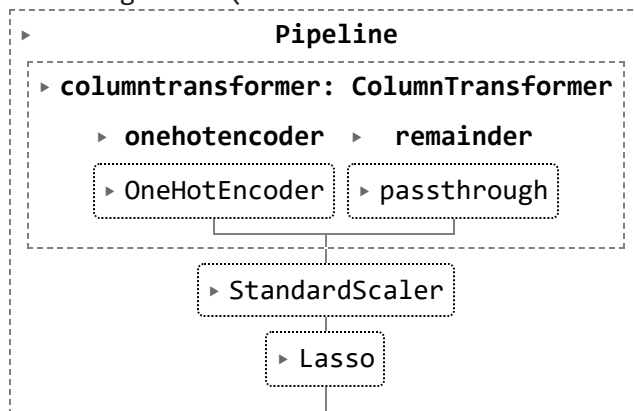 Pipeline
columntransformer: ColumnTransformer
onehotencoder remainder
OneHotEncoder passthrough
StandardScaler
Lasso